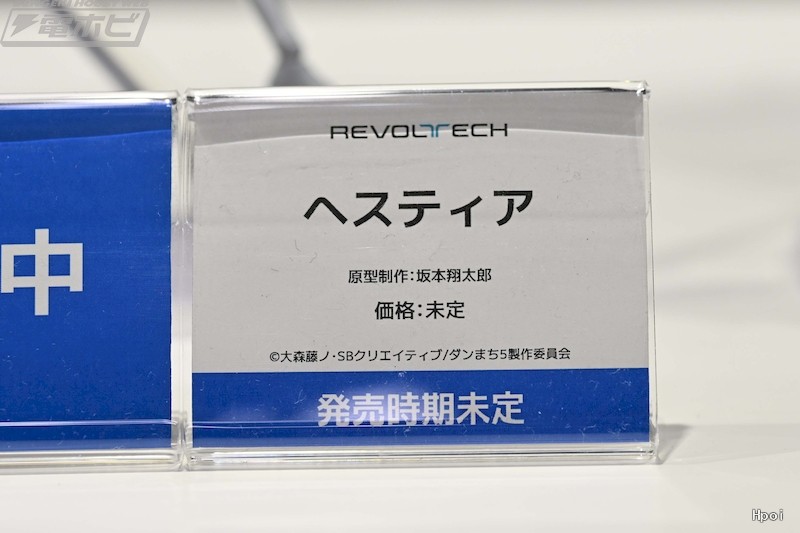 電ホビ
REVOLTECH
ヘスティア
原型制作:坂本翔太郎
価格:未定
©大森藤ノ・SBクリエイティブ/ダンまち5製作委員会
発売時期未定
中
Hpoi